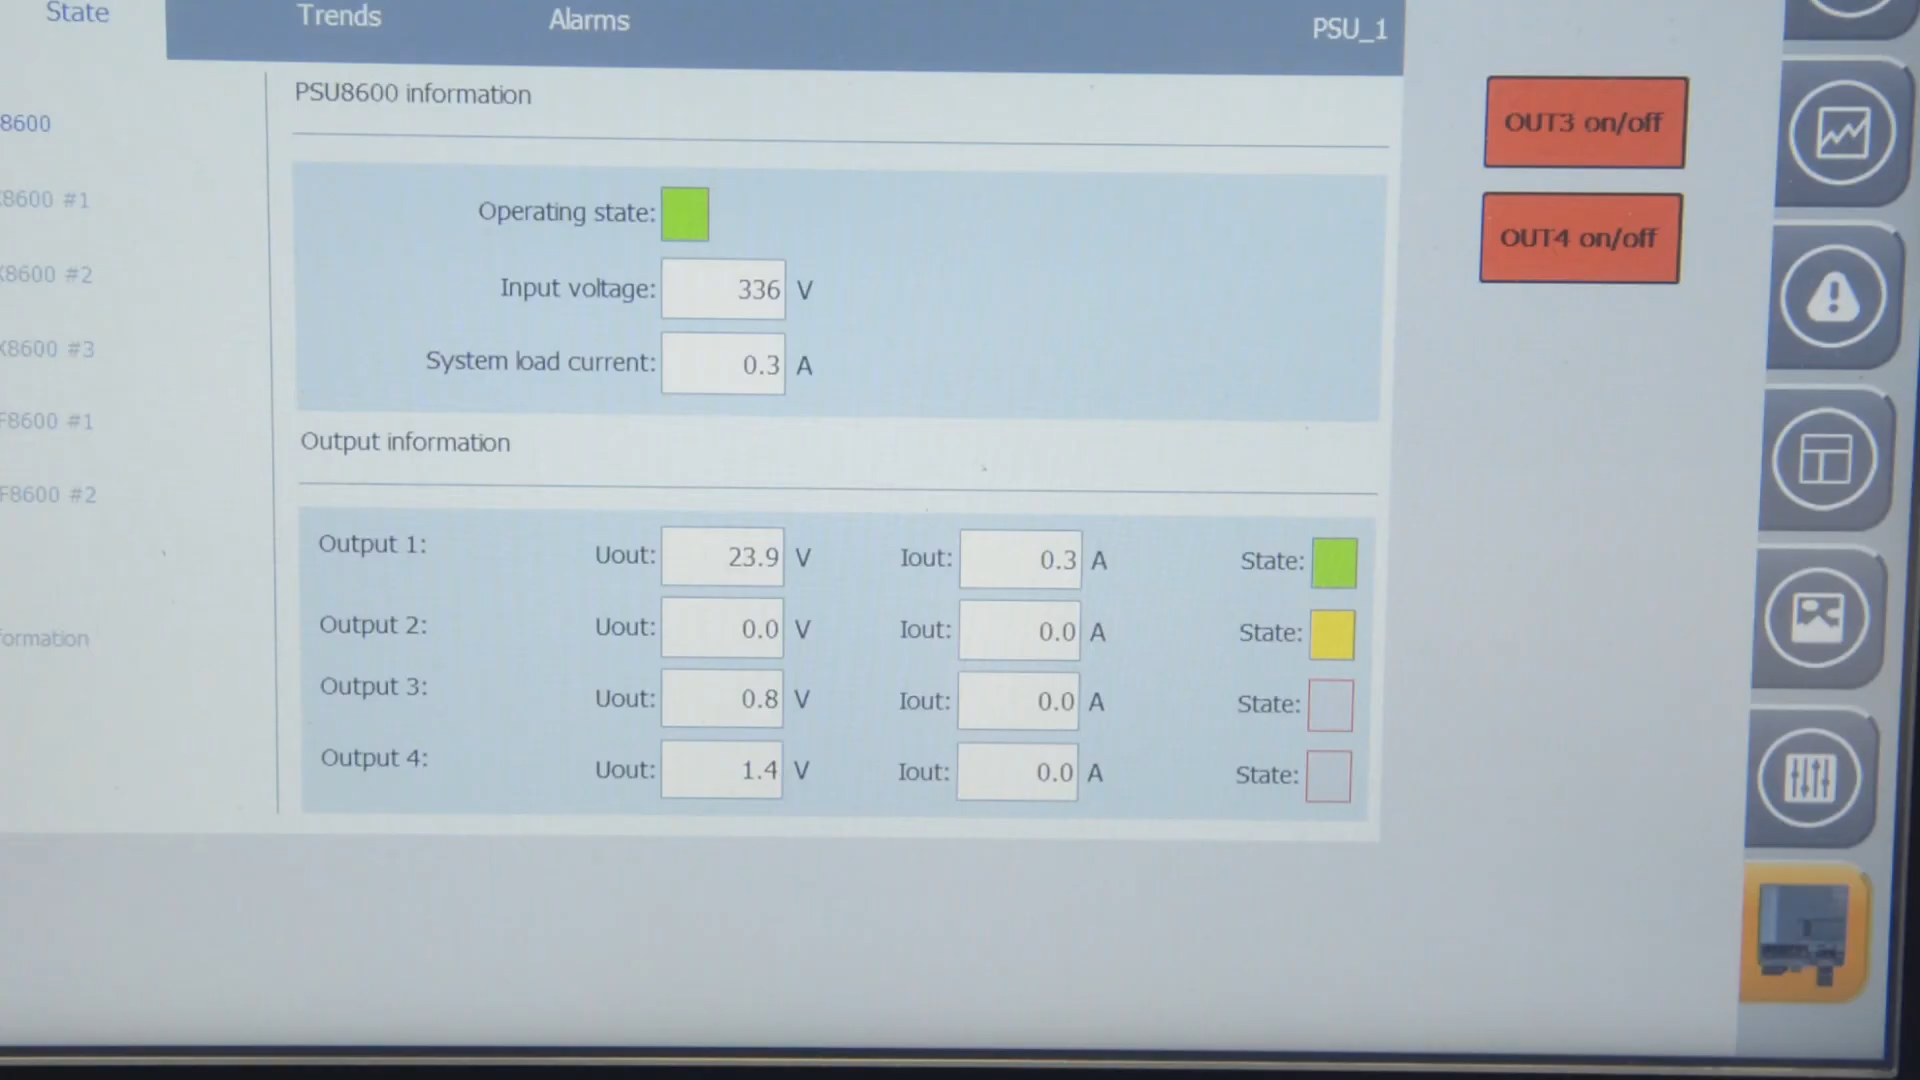 State
Trends
Alarms
PSU_1
8600
8600 #1
8600 #2
8600 #3
F8600 #1
F8600 #2
formation
PSU8600 information
Operating state:
Input voltage: 336 V
System load current: 0.3 A
Output information
Output 1: Uout: 23.9 V Iout: 0.3 A State:
Output 2: Uout: 0.0 V Iout: 0.0 A State:
Output 3: Uout: 0.8 V Iout: 0.0 A State:
Output 4: Uout: 1.4 V Iout: 0.0 A State:
OUT3 on/off
OUT4 on/off